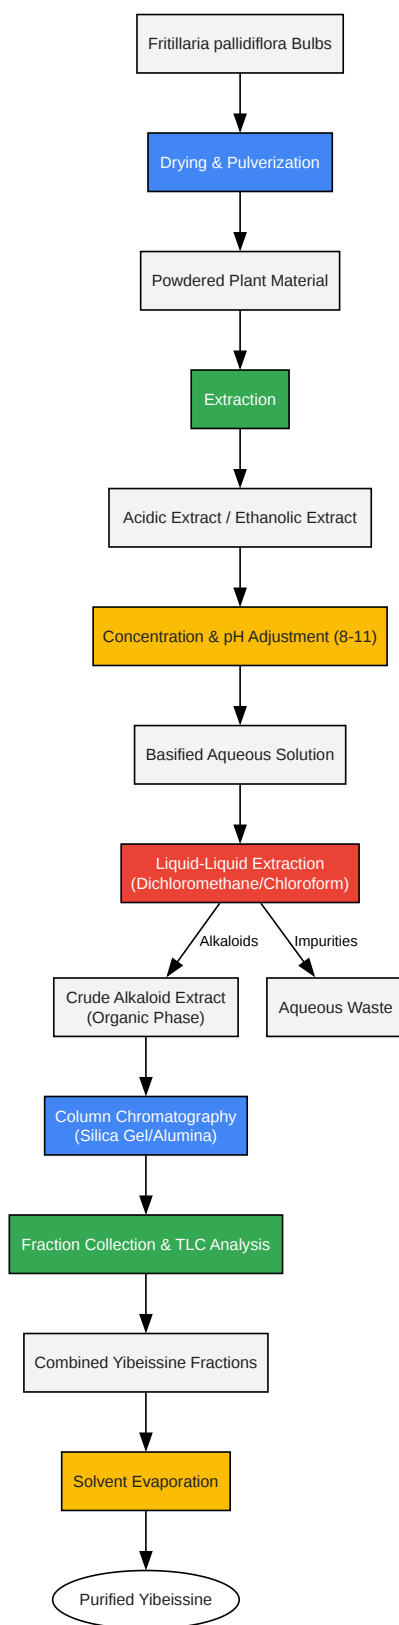 Fritillaria pallidiflora Bulbs
Drying & Pulverization
Powdered Plant Material
Extraction
Acidic Extract / Ethanolic Extract
Concentration & pH Adjustment (8-11)
Basified Aqueous Solution
Liquid-Liquid Extraction
(Dichloromethane/Chloroform)
Alkaloids
Impurities
Crude Alkaloid Extract
(Organic Phase)
Aqueous Waste
Column Chromatography
(Silica Gel/Alumina)
Fraction Collection & TLC Analysis
Combined Yibeissine Fractions
Solvent Evaporation
Purified Yibeissine